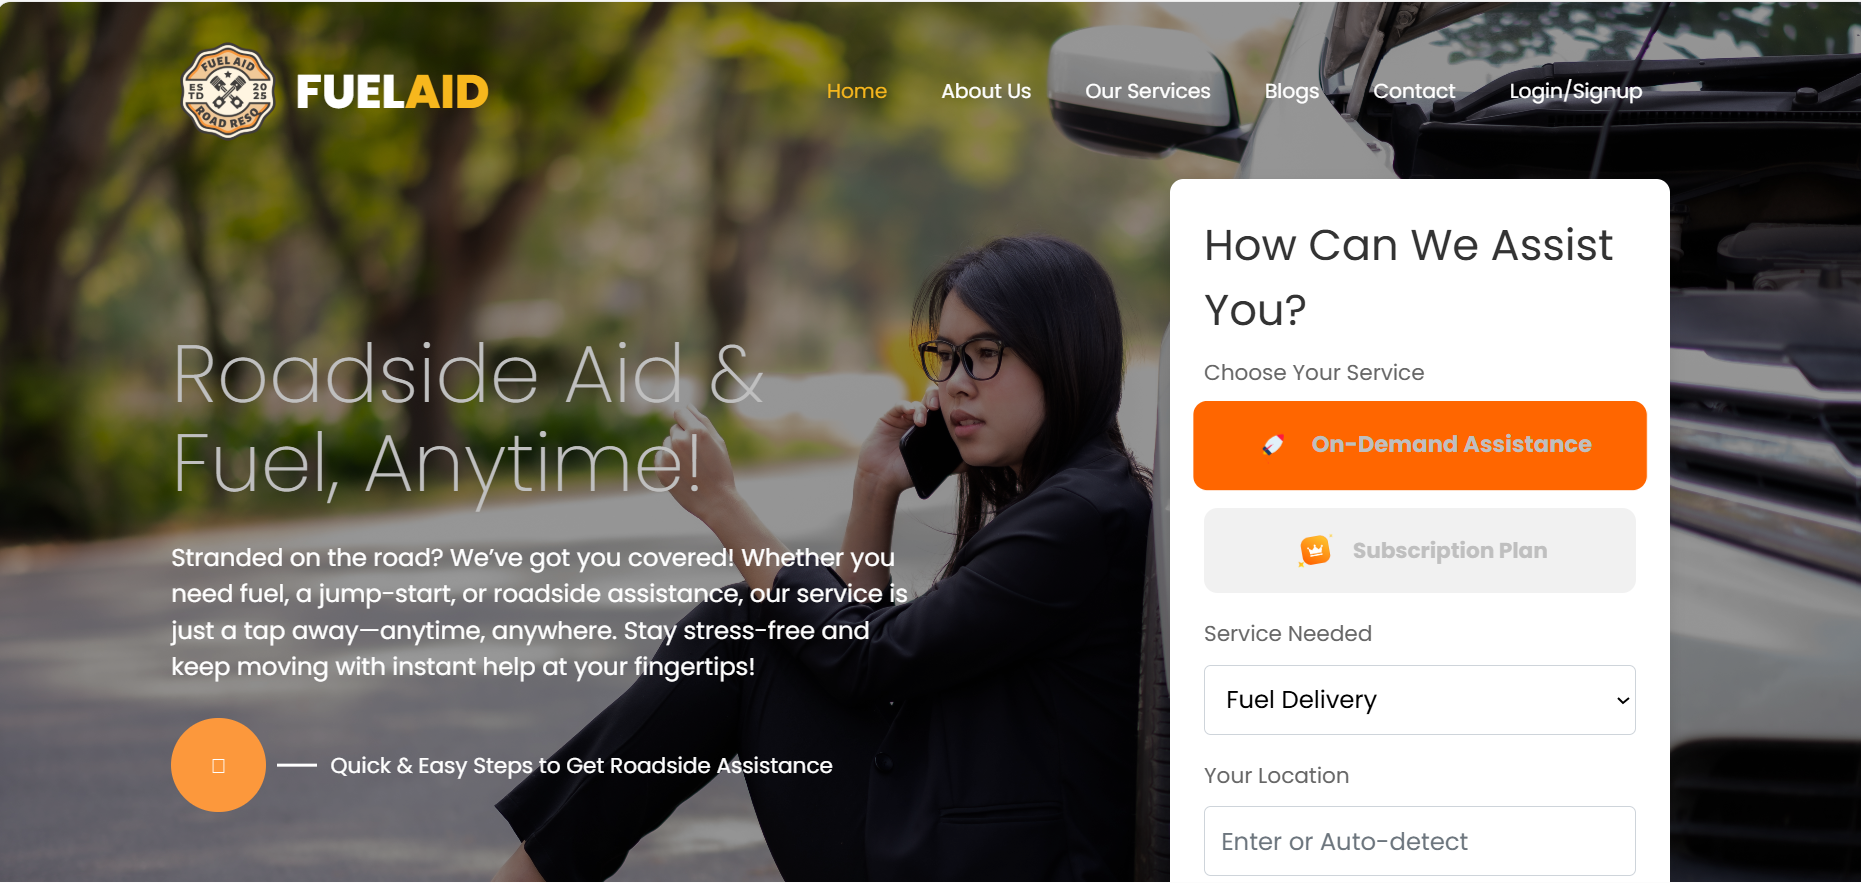 FUEL AID
ESTD 2025
ROAD RESQ
FUELAID
Home About Us Our Services Blogs Contact Login/Signup
How Can We Assist
You?
Choose Your Service
On-Demand Assistance
Subscription Plan
Service Needed
Fuel Delivery
Your Location
Enter or Auto-detect
Roadside Aid &
Fuel, Anytime!
Stranded on the road? We’ve got you covered! Whether you
need fuel, a jump-start, or roadside assistance, our service is
just a tap away—anytime, anywhere. Stay stress-free and
keep moving with instant help at your fingertips!
Quick & Easy Steps to Get Roadside Assistance